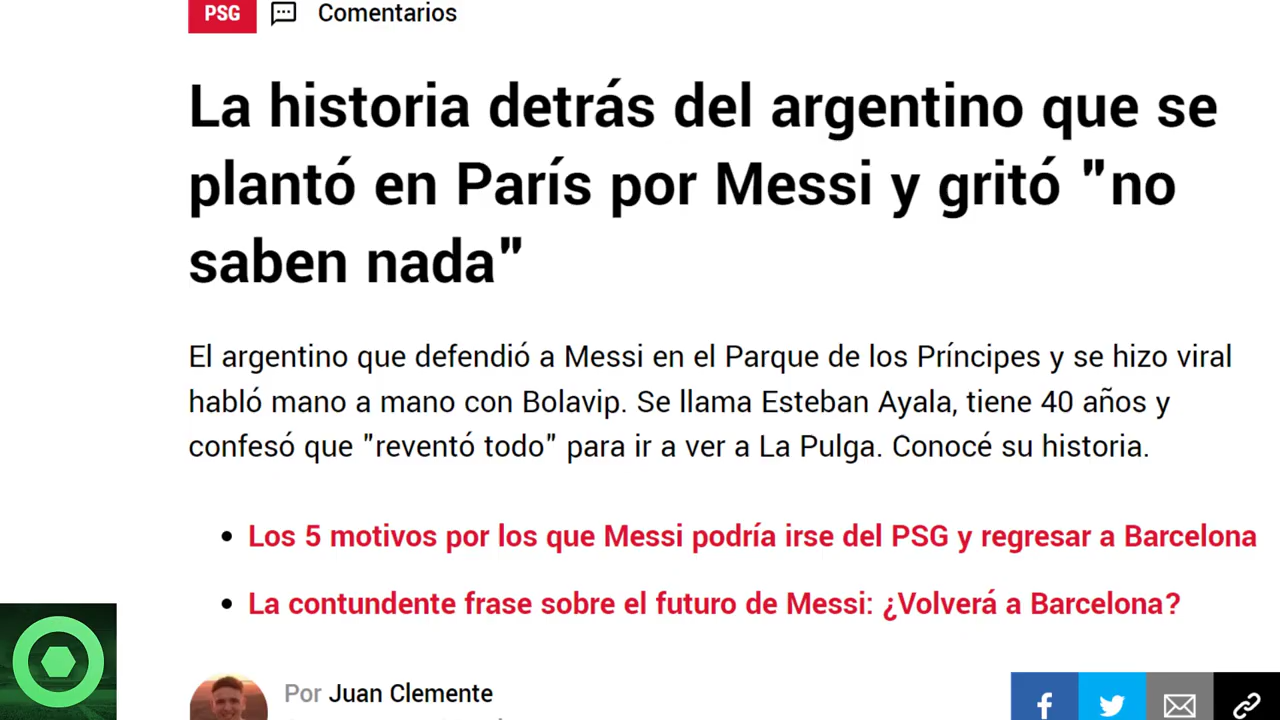 PSG Comentarios
La historia detrás del argentino que se
plantó en París por Messi y gritó "no
saben nada"
El argentino que defendió a Messi en el Parque de los Príncipes y se hizo viral
habló mano a mano con Bolavip. Se llama Esteban Ayala, tiene 40 años y
confesó que "reventó todo" para ir a ver a La Pulga. Conocé su historia.
Los 5 motivos por los que Messi podría irse del PSG y regresar a Barcelona
La contundente frase sobre el futuro de Messi: ¿Volverá a Barcelona?
Por Juan Clemente